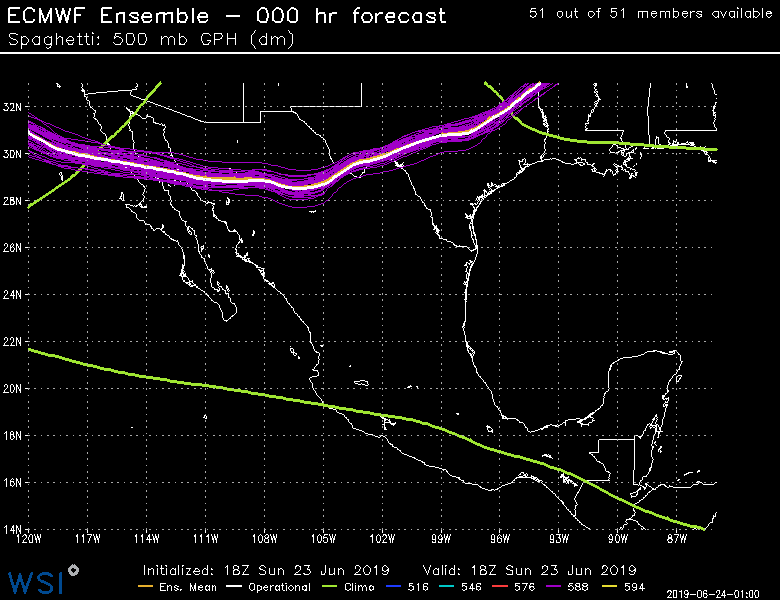 ECMWF Ensemble – 000 hr forecast
51 out of 51 members available
Spaghetti: 500 mb GPH (dm)
32N
30N
28N
26N
24N
22N
20N
18N
16N
14N
120W 117W 114W 111W 108W 105W 102W 99W 96W 93W 90W 87W
Initialized: 18Z Sun 23 Jun 2019 Valid: 18Z Sun 23 Jun 2019
WSI
Ens. Mean Operational Climo 516 546 576 588 594
2019-06-24-01:00